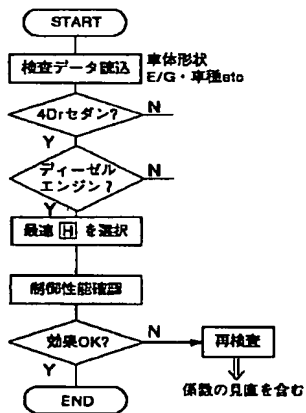 START
検査データ読込
車体形状
E/G・車種etc
4Drセダン?
N
Y
ディーゼル
エンジン?
N
Y
最適 H を選択
制御性能確認
効果OK?
N
再検査
Y
係数の見直を含む
END